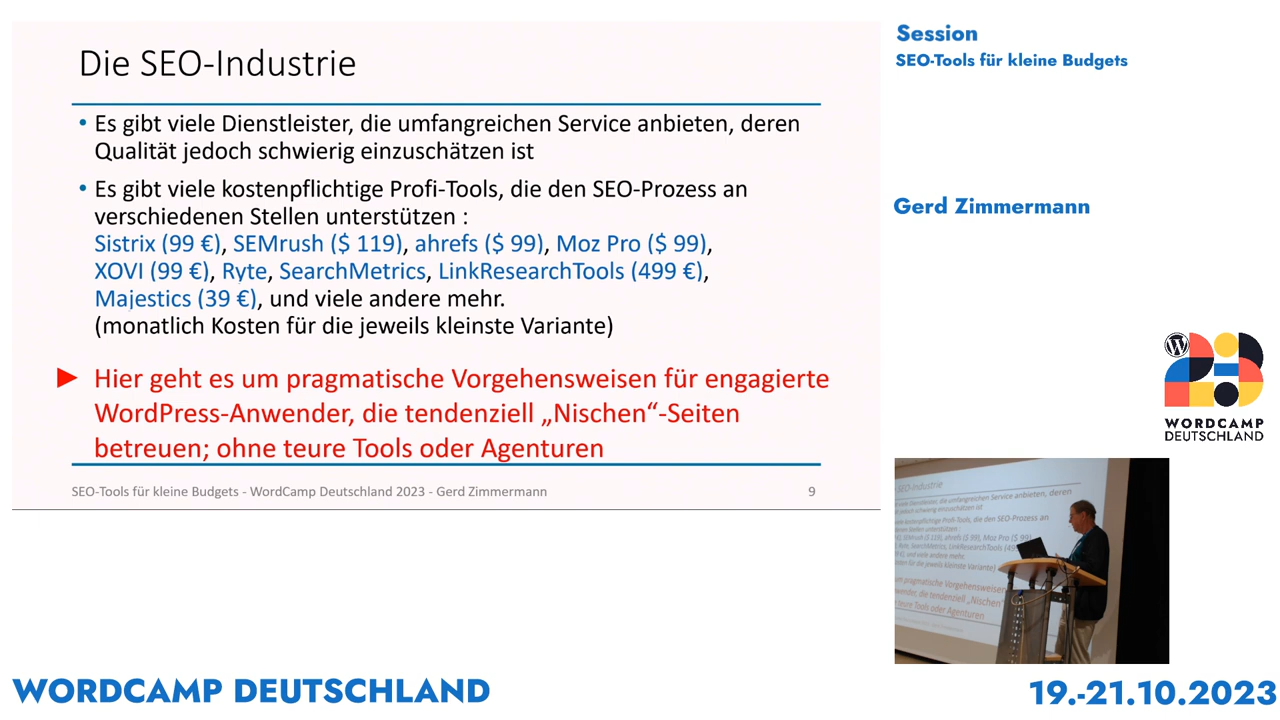 Die SEO-Industrie
• Es gibt viele Dienstleister, die umfangreichen Service anbieten, deren
Qualität jedoch schwierig einzuschätzen ist
• Es gibt viele kostenpflichtige Profi-Tools, die den SEO-Prozess an
verschiedenen Stellen unterstützen :
Sistrix (99 €), SEMrush ($ 119), ahrefs ($ 99), Moz Pro ($ 99),
XOVI (99 €), Ryte, SearchMetrics, LinkResearchTools (499 €),
Majestics (39 €), und viele andere mehr.
(monatlich Kosten für die jeweils kleinste Variante)
► Hier geht es um pragmatische Vorgehensweisen für engagierte
WordPress-Anwender, die tendenziell „Nischen“-Seiten
betreuen; ohne teure Tools oder Agenturen
SEO-Tools für kleine Budgets - WordCamp Deutschland 2023 - Gerd Zimmermann
9
Session
SEO-Tools für kleine Budgets
Gerd Zimmermann
WORDCAMP
DEUTSCHLAND
WORDCAMP DEUTSCHLAND
19.-21.10.2023